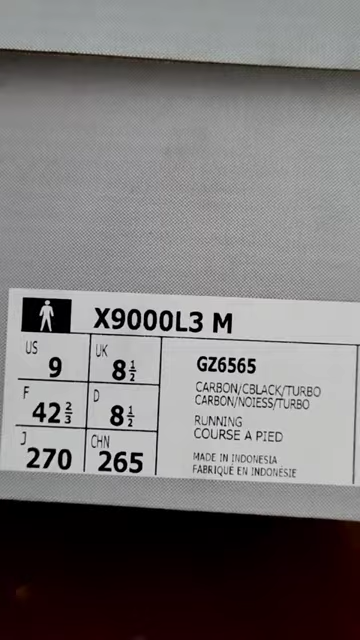 X9000L3 M
US 9 UK 8½
F 42⅔ D 8½
J 270 CHN 265
GZ6565
CARBON/CBLACK/TURBO
CARBON/NOIESS/TURBO
RUNNING
COURSE A PIED
MADE IN INDONESIA
FABRIQUÉ EN INDONÉSIE